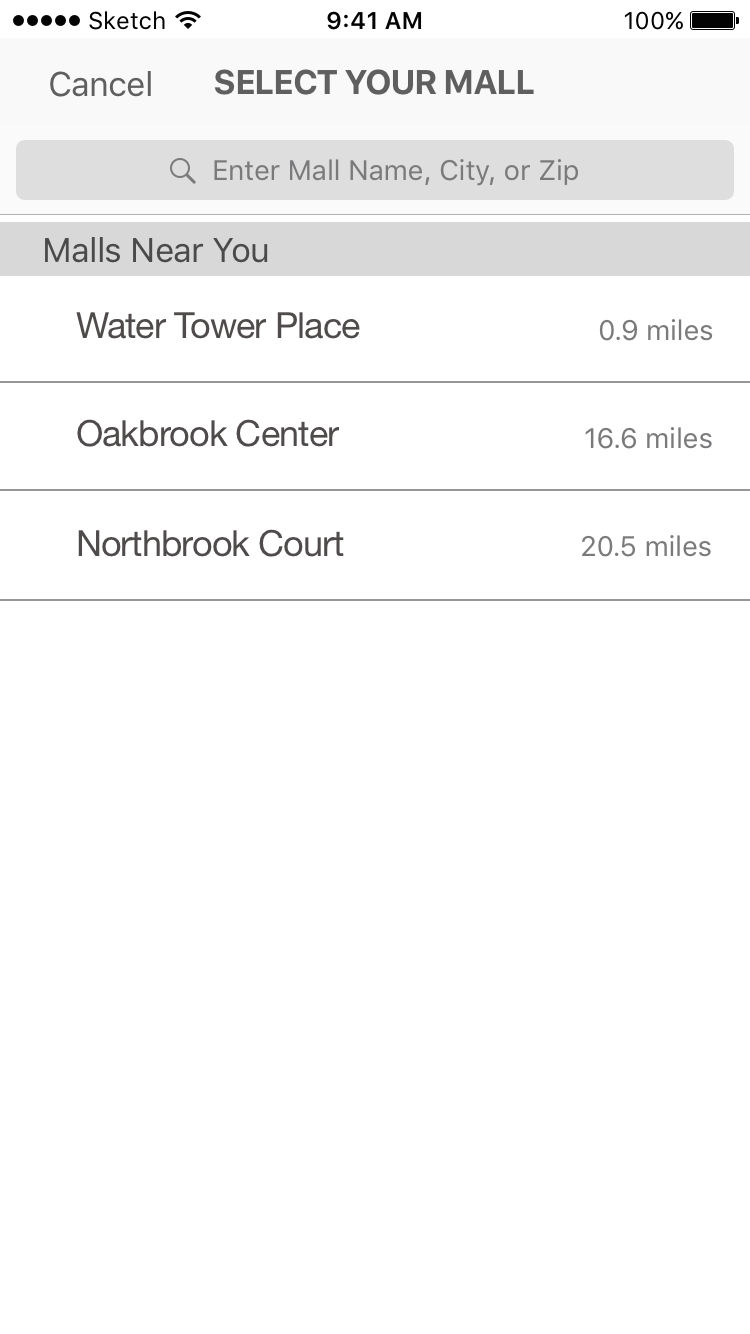 Sketch 9:41 AM 100%
Cancel SELECT YOUR MALL
Enter Mall Name, City, or Zip
Malls Near You
Water Tower Place 0.9 miles
Oakbrook Center 16.6 miles
Northbrook Court 20.5 miles